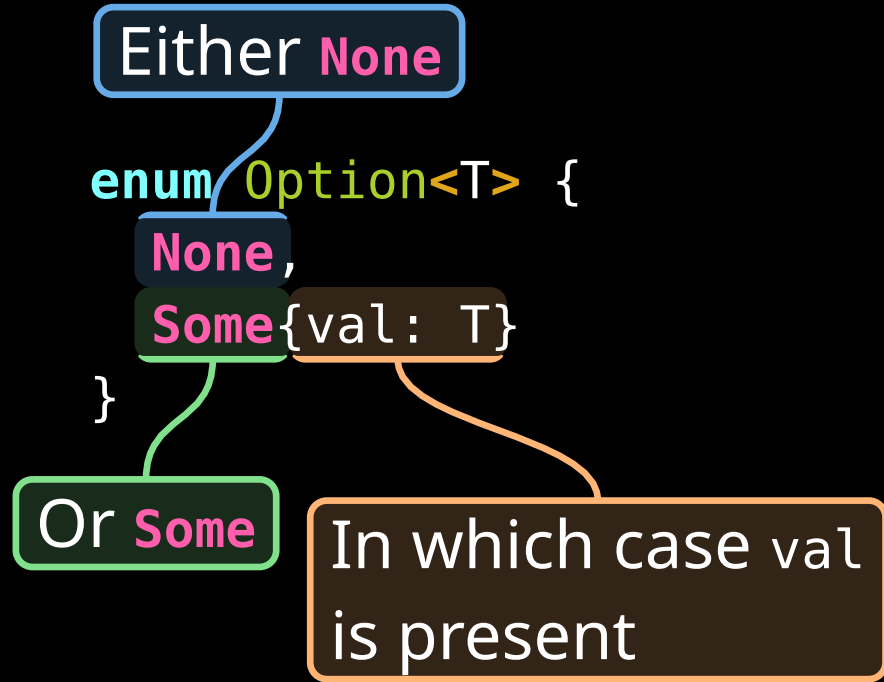 Either None
enum Option<T> {
None,
Some{val: T}
}
Or Some
In which case val
is present